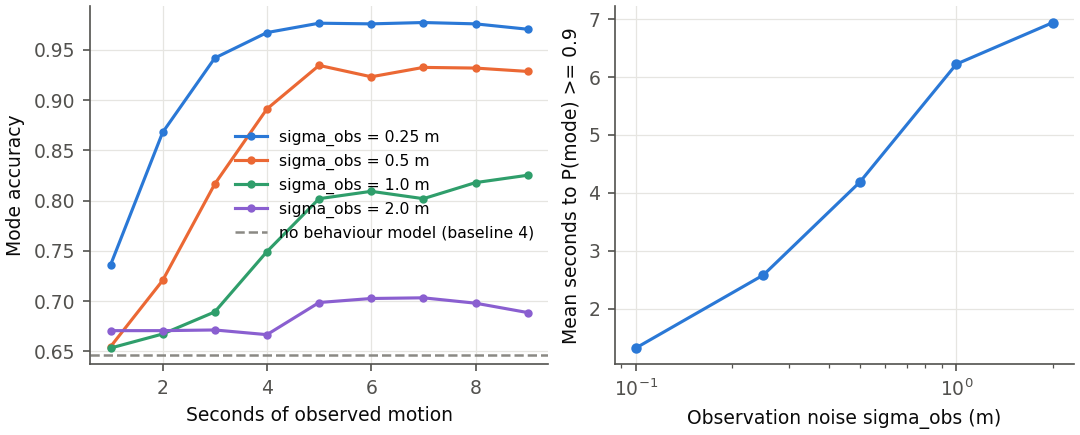 Mode accuracy
0.95
0.90
0.85
0.80
0.75
0.70
0.65
2 4 6 8
Seconds of observed motion
sigma_obs = 0.25 m
sigma_obs = 0.5 m
sigma_obs = 1.0 m
sigma_obs = 2.0 m
no behaviour model (baseline 4)
Mean seconds to P(mode) >= 0.9
7
6
5
4
3
2
10⁻¹ 10⁰
Observation noise sigma_obs (m)